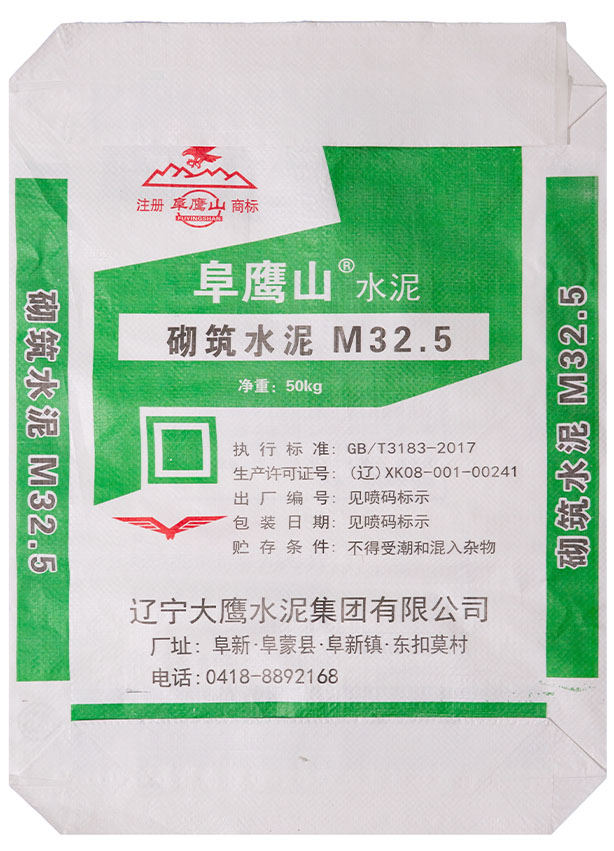 注册 阜鹰山 商标
FUYINGSHAN
阜鹰山® 水泥
砌筑水泥 M32.5
净重：50kg
执行标准：GB/T3183-2017
生产许可证号：(辽)XK08-001-00241
出厂编号：见喷码标示
包装日期：见喷码标示
贮存条件：不得受潮和混入杂物
辽宁大鹰水泥集团有限公司
厂址：阜新·阜蒙县·阜新镇·东扣莫村
电话:0418-8892168
砌筑水泥 M32.5
砌筑水泥 M32.5